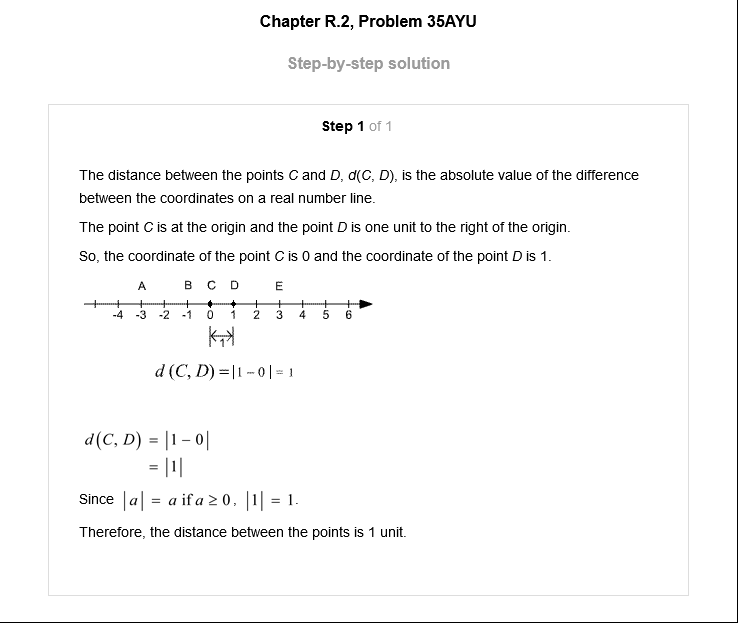 Chapter R.2, Problem 35AYU
Step-by-step solution
Step 1 of 1
The distance between the points C and D, d(C, D), is the absolute value of the difference
between the coordinates on a real number line.
The point C is at the origin and the point D is one unit to the right of the origin.
So, the coordinate of the point C is 0 and the coordinate of the point D is 1.
A B C D E
-4 -3 -2 -1 0 1 2 3 4 5 6
1
d (C, D) = |1 – 0| = 1
d(C, D) = |1 – 0|
= |1|
Since |a| = a if a ≥ 0, |1| = 1.
Therefore, the distance between the points is 1 unit.